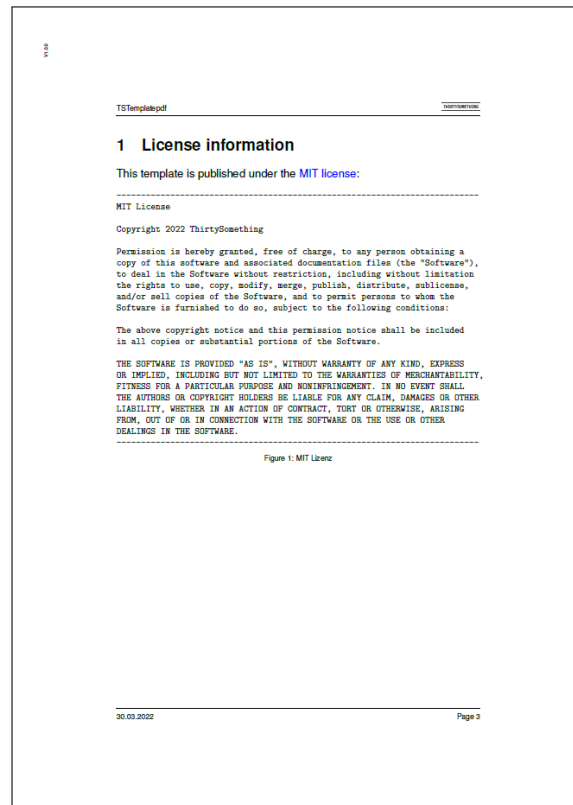 V1.0.0
TSTemplatepdf
THIRTYSOMETHING
1 License information
This template is published under the MIT license:
--------------------------------------------------------------------------
MIT License
Copyright 2022 ThirtySomething
Permission is hereby granted, free of charge, to any person obtaining a
copy of this software and associated documentation files (the "Software"),
to deal in the Software without restriction, including without limitation
the rights to use, copy, modify, merge, publish, distribute, sublicense,
and/or sell copies of the Software, and to permit persons to whom the
Software is furnished to do so, subject to the following conditions:
The above copyright notice and this permission notice shall be included
in all copies or substantial portions of the Software.
THE SOFTWARE IS PROVIDED "AS IS", WITHOUT WARRANTY OF ANY KIND, EXPRESS
OR IMPLIED, INCLUDING BUT NOT LIMITED TO THE WARRANTIES OF MERCHANTABILITY,
FITNESS FOR A PARTICULAR PURPOSE AND NONINFRINGEMENT. IN NO EVENT SHALL
THE AUTHORS OR COPYRIGHT HOLDERS BE LIABLE FOR ANY CLAIM, DAMAGES OR OTHER
LIABILITY, WHETHER IN AN ACTION OF CONTRACT, TORT OR OTHERWISE, ARISING
FROM, OUT OF OR IN CONNECTION WITH THE SOFTWARE OR THE USE OR OTHER
DEALINGS IN THE SOFTWARE.
--------------------------------------------------------------------------
Figure 1: MIT Lizenz
30.03.2022
Page 3